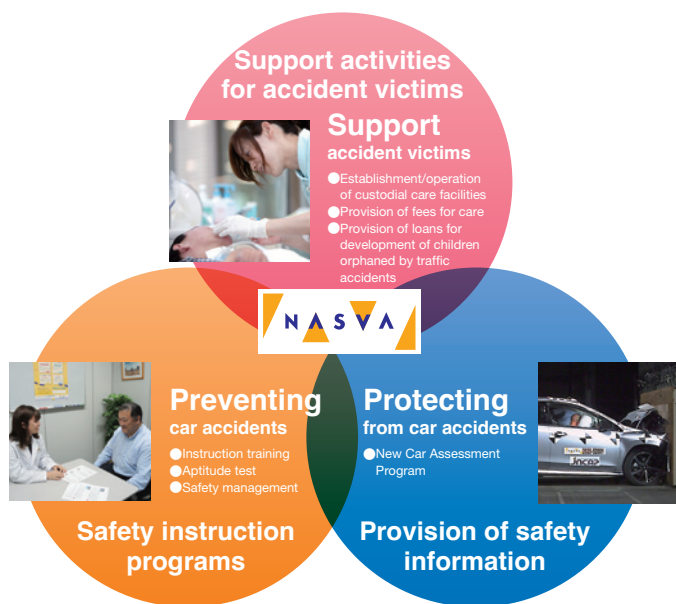 Support activities
for accident victims
Support
accident victims
●Establishment/operation
of custodial care facilities
●Provision of fees for care
●Provision of loans for
development of children
orphaned by traffic
accidents
NASVA
Preventing
car accidents
●Instruction training
●Aptitude test
●Safety management
Safety instruction
programs
Protecting
from car accidents
●New Car Assessment
Program
Provision of safety
information